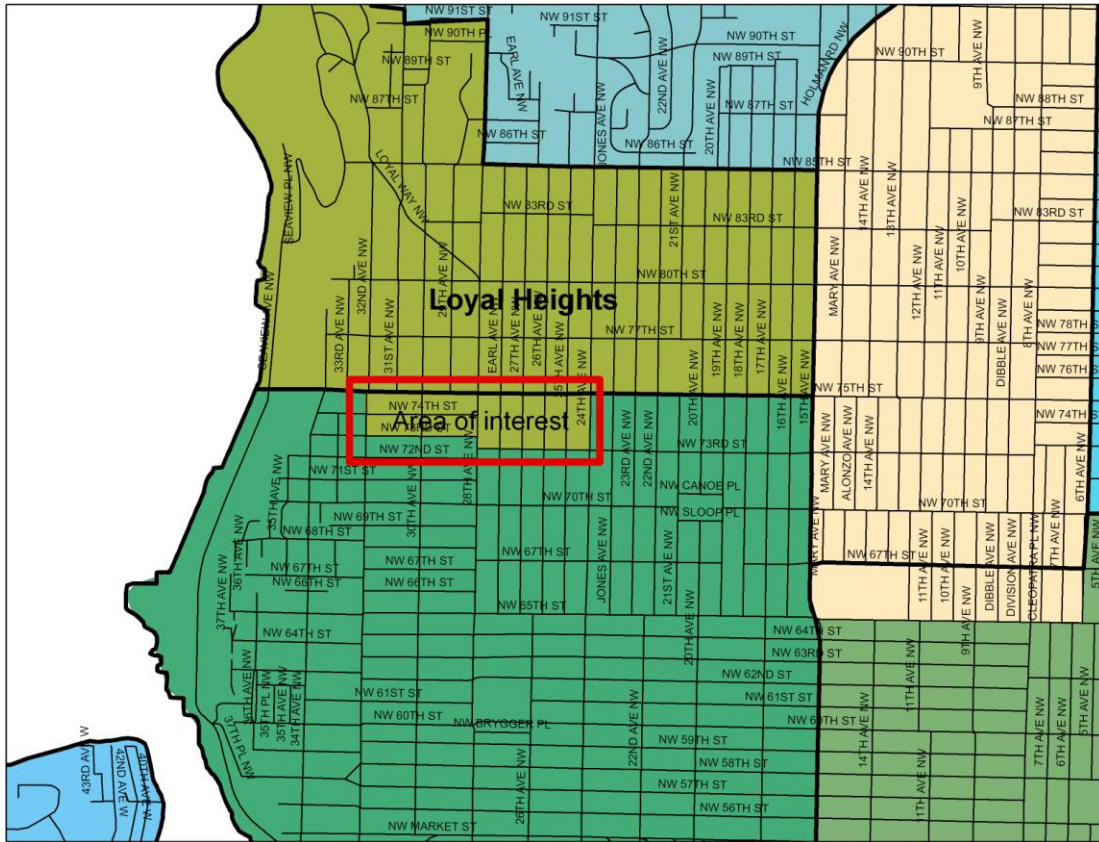 NW 91ST ST
NW 91ST ST
NW 90TH PL
NW 90TH ST
NW 90TH ST
EARL AVE NW
22ND AVE NW
HOLMAN RD NW
9TH AVE NW
NW 89TH ST
NW 89TH ST
NW 88TH ST
NW 87TH ST
NW 87TH ST
NW 87TH ST
NW 86TH ST
NW 86TH ST
JONES AVE NW
20TH AVE NW
NW 85TH ST
LOYAL WAY NW
SEAVIEW PL NW
NW 83RD ST
21ST AVE NW
NW 83RD ST
14TH AVE NW
13TH AVE NW
10TH AVE NW
NW 83RD ST
32ND AVE NW
NW 80TH ST
MARY AVE NW
12TH AVE NW
11TH AVE NW
9TH AVE NW
8TH AVE NW
Loyal Heights
SEAVIEW AVE NW
33RD AVE NW
31ST AVE NW
EARL AVE NW
27TH AVE NW
26TH AVE NW
25TH AVE NW
NW 77TH ST
19TH AVE NW
18TH AVE NW
17TH AVE NW
DIBBLE AVE NW
NW 78TH ST
NW 77TH ST
NW 76TH ST
NW 75TH ST
NW 74TH ST
24TH AVE NW
20TH AVE NW
16TH AVE NW
15TH AVE NW
NW 74TH ST
Area of interest
NW 73RD ST
NW 72ND ST
28TH AVE NW
23RD AVE NW
22ND AVE NW
NW 73RD ST
MARY AVE NW
ALONZO AVE NW
14TH AVE NW
6TH AVE NW
NW 71ST ST
35TH AVE NW
30TH AVE NW
NW 70TH ST
NW CANOE PL
NW 70TH ST
NW 69TH ST
NW SLOOP PL
NW 68TH ST
36TH AVE NW
NW 67TH ST
NW 67TH ST
NW 67TH ST
JONES AVE NW
21ST AVE NW
MARY AVE NW
NW 67TH ST
11TH AVE NW
10TH AVE NW
DIBBLE AVE NW
DIVISION AVE NW
CLEOPATRA PL NW
7TH AVE NW
5TH AVE NW
37TH AVE NW
NW 66TH ST
NW 66TH ST
NW 65TH ST
NW 64TH ST
20TH AVE NW
NW 64TH ST
9TH AVE NW
NW 63RD ST
36TH AVE NW
35TH PL NW
35TH AVE NW
34TH AVE NW
NW 62ND ST
11TH AVE NW
NW 61ST ST
NW 61ST ST
NW 60TH ST
NW BRYGGER PL
22ND AVE NW
NW 60TH ST
37TH PL NW
NW 59TH ST
14TH AVE NW
7TH AVE NW
6TH AVE NW
5TH AVE NW
43RD AVE W
42ND AVE W
40TH AVE W
26TH AVE NW
NW 58TH ST
NW 57TH ST
NW 56TH ST
11TH AVE NW
NW MARKET ST